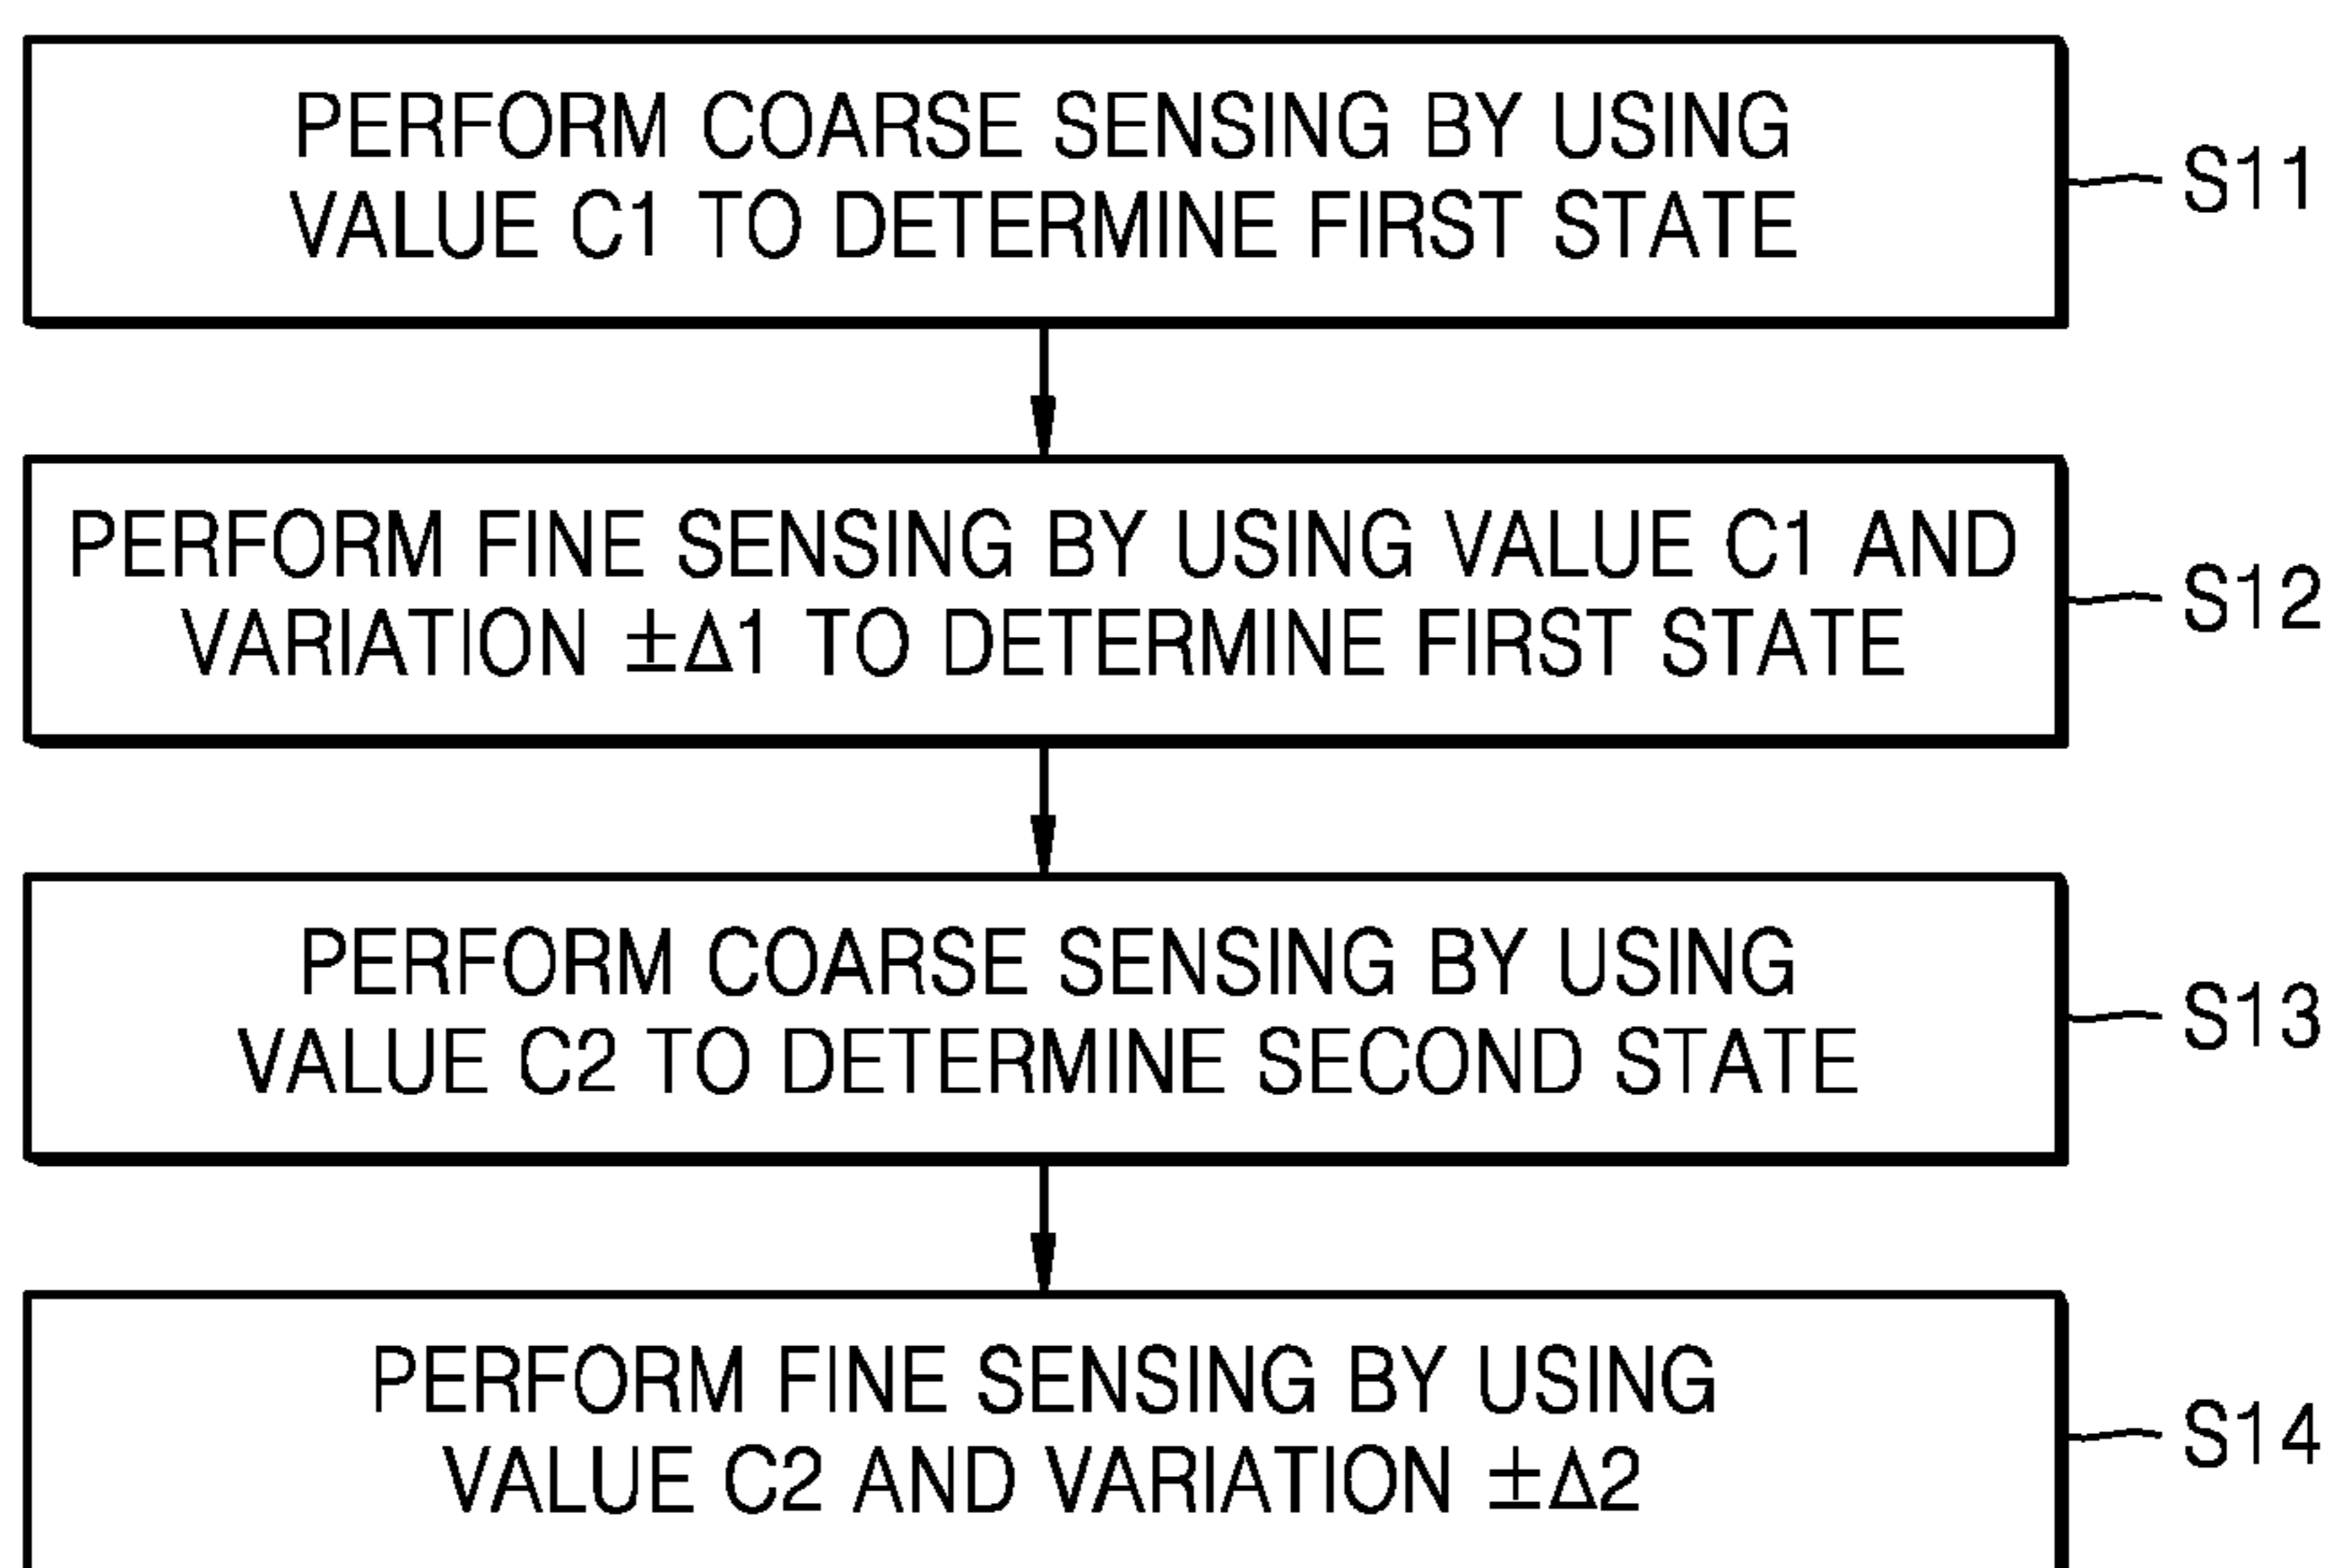 PERFORM COARSE SENSING BY USING
VALUE C1 TO DETERMINE FIRST STATE
S11
PERFORM FINE SENSING BY USING VALUE C1 AND
VARIATION ±Δ1 TO DETERMINE FIRST STATE
S12
PERFORM COARSE SENSING BY USING
VALUE C2 TO DETERMINE SECOND STATE
S13
PERFORM FINE SENSING BY USING
VALUE C2 AND VARIATION ±Δ2
S14